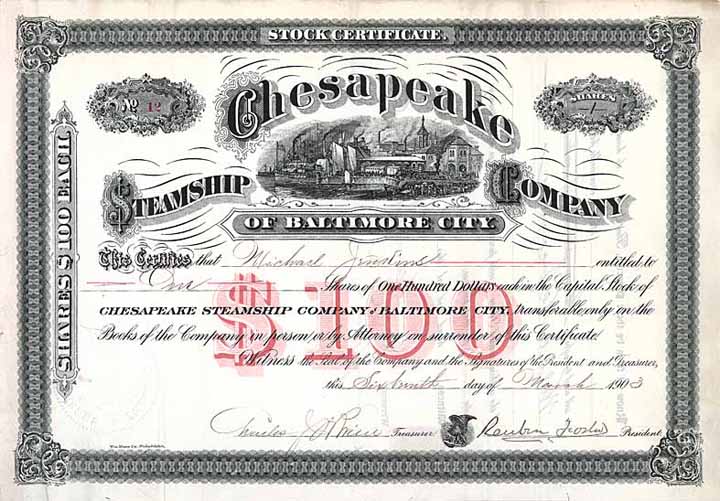 STOCK CERTIFICATE.
No 12
SHARES
1
Chesapeake
STEAMSHIP COMPANY
OF BALTIMORE CITY
SHARES $100 EACH
This Certifies that Michael Jenkins entitled to
One Shares of One Hundred Dollars each in the Capital Stock of
CHESAPEAKE STEAMSHIP COMPANY OF BALTIMORE CITY, transferable only on the
Books of the Company in person or by Attorney on surrender of this Certificate.
$100
Witness the Seal of the Company and the Signatures of the President and Treasurer,
this Sixteenth day of March 1903
Charles J. Treasurer Reuben Foster President